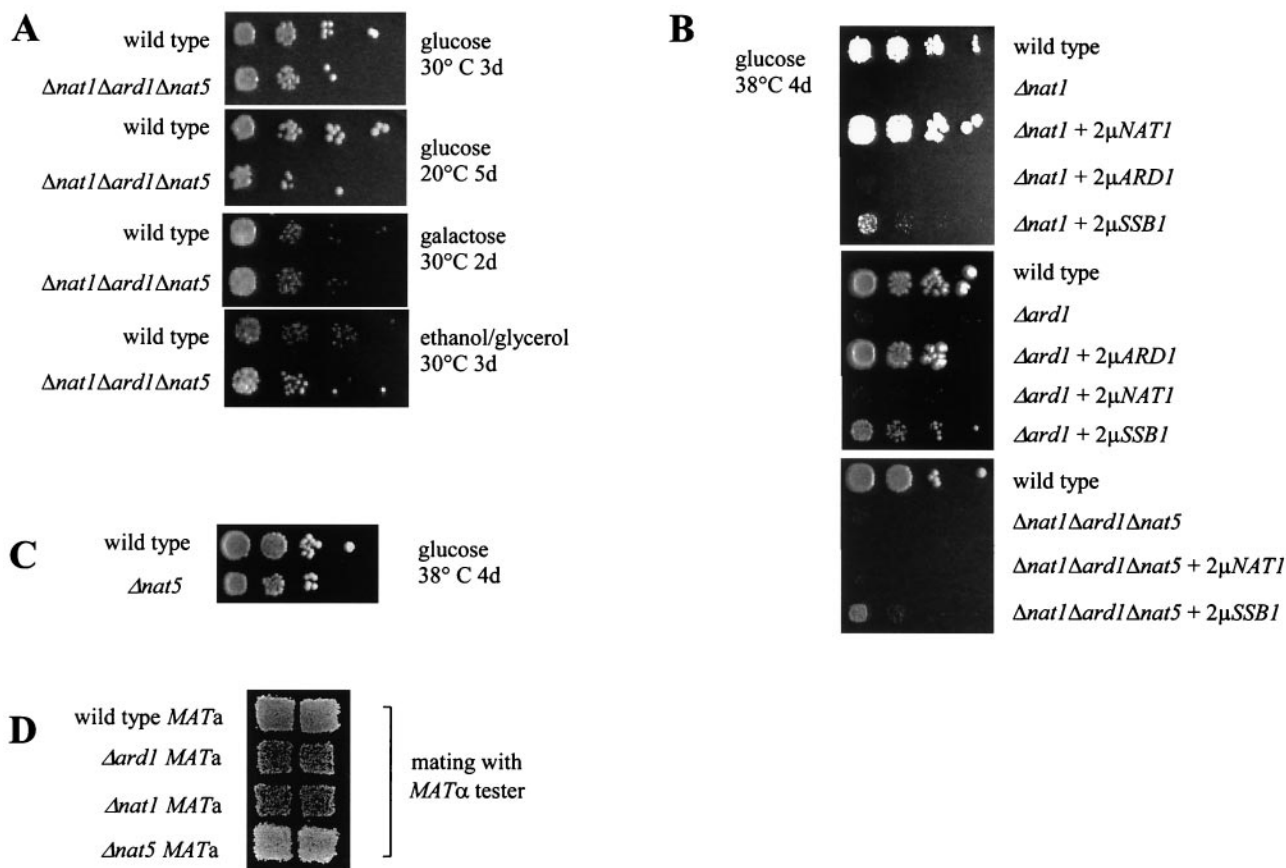 A
wild type
Δnat1Δard1Δnat5
glucose
30° C 3d
wild type
Δnat1Δard1Δnat5
glucose
20°C 5d
wild type
Δnat1Δard1Δnat5
galactose
30°C 2d
wild type
Δnat1Δard1Δnat5
ethanol/glycerol
30°C 3d
B
glucose
38°C 4d
wild type
Δnat1
Δnat1 + 2μNAT1
Δnat1 + 2μARD1
Δnat1 + 2μSSB1
wild type
Δard1
Δard1 + 2μARD1
Δard1 + 2μNAT1
Δard1 + 2μSSB1
wild type
Δnat1Δard1Δnat5
Δnat1Δard1Δnat5 + 2μNAT1
Δnat1Δard1Δnat5 + 2μSSB1
C
wild type
Δnat5
glucose
38° C 4d
D
wild type MATa
Δard1 MATa
Δnat1 MATa
Δnat5 MATa
mating with
MATα tester